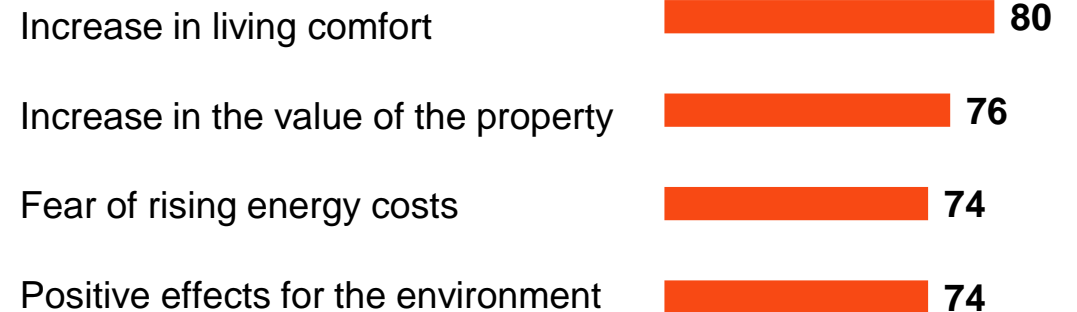 Increase in living comfort 80
Increase in the value of the property 76
Fear of rising energy costs 74
Positive effects for the environment 74